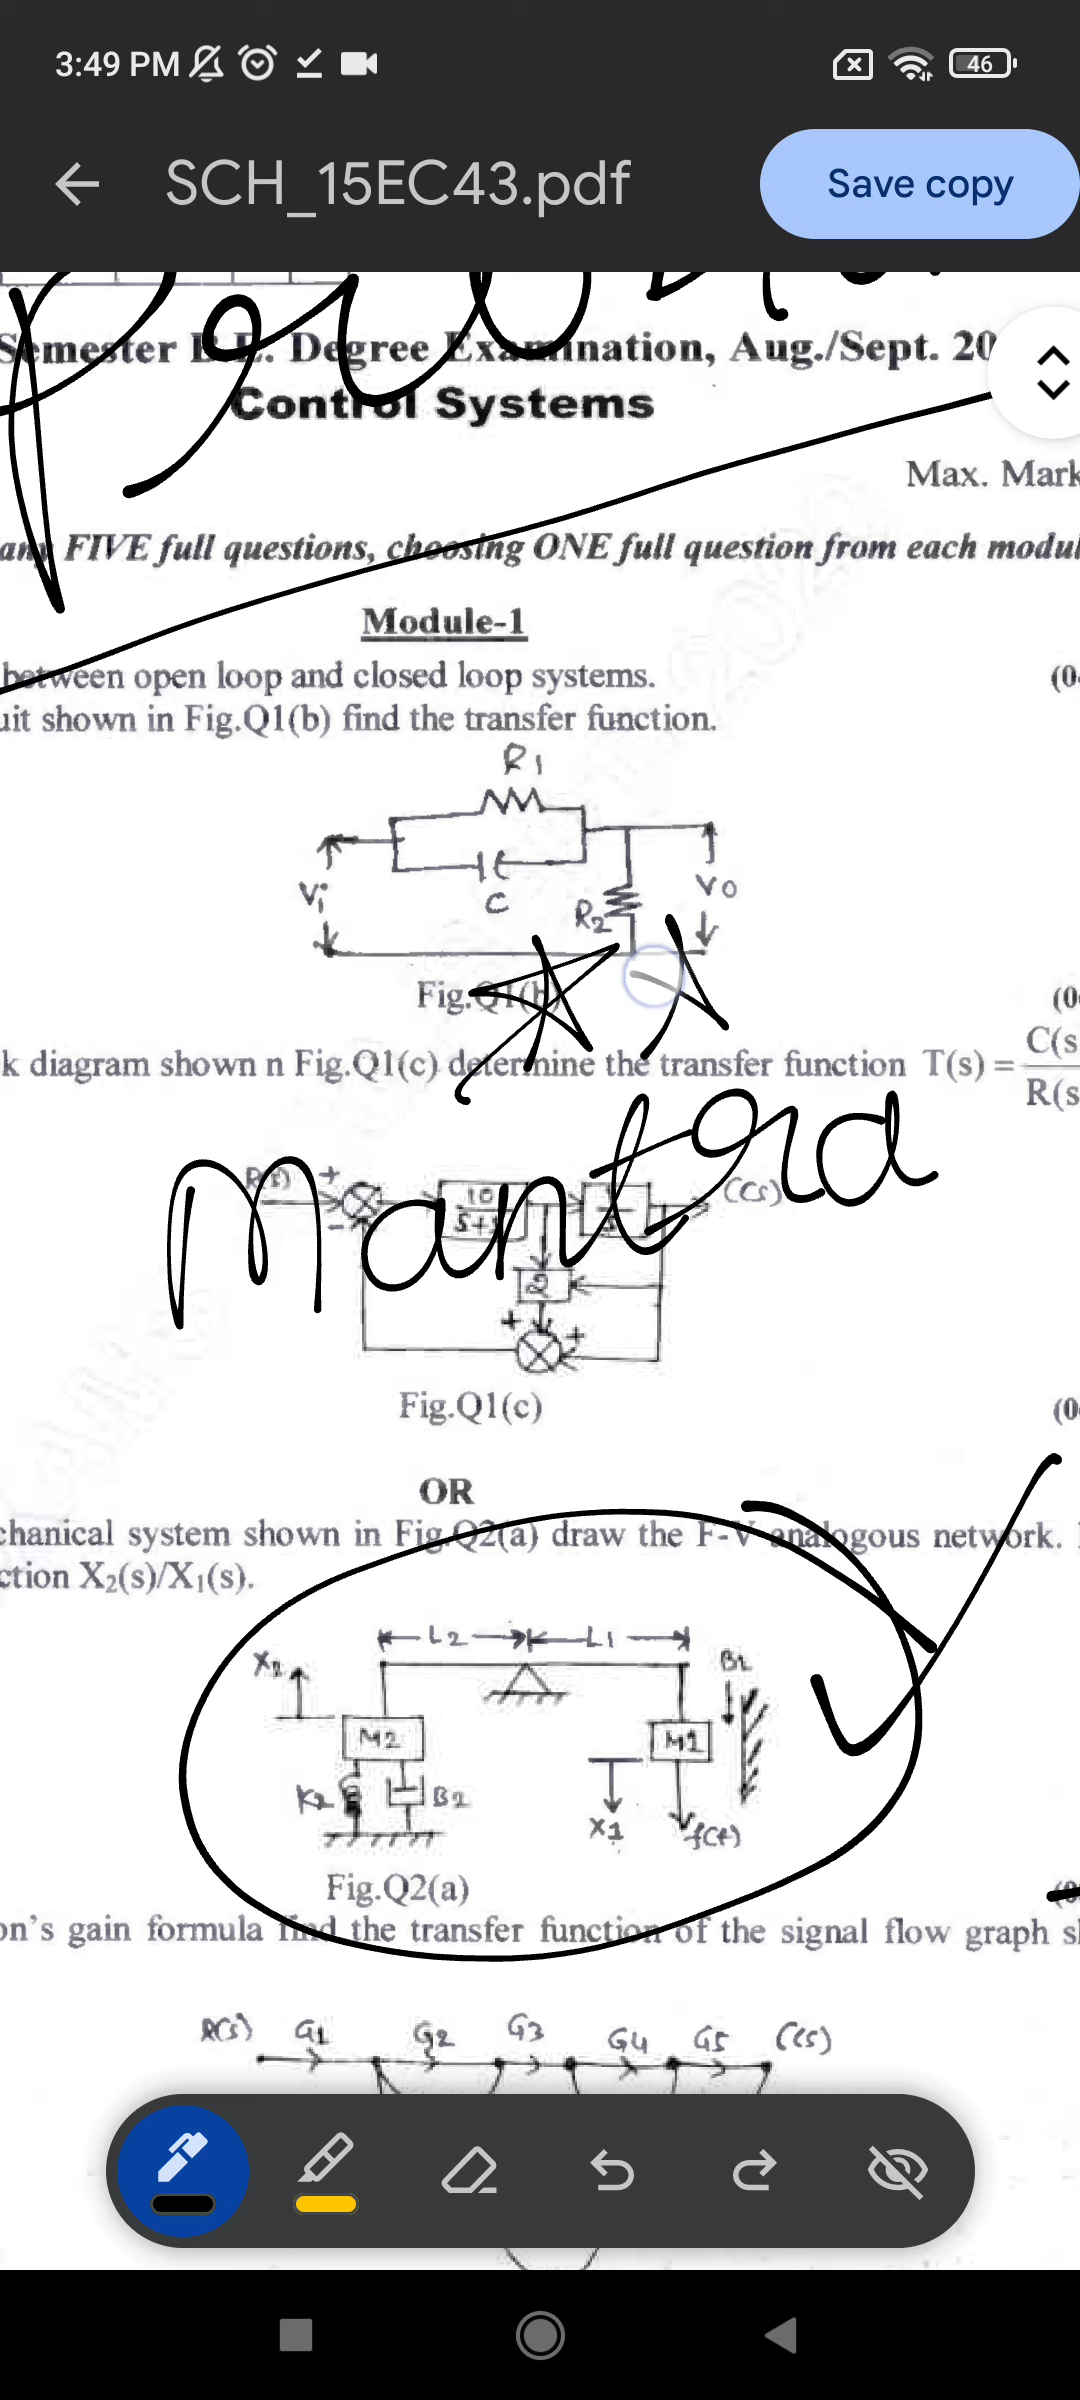 3:49 PM
46
SCH_15EC43.pdf
Save copy
Semester B.E. Degree Examination, Aug./Sept. 20
Control Systems
Max. Mark
any FIVE full questions, choosing ONE full question from each modul
Module-1
between open loop and closed loop systems.
uit shown in Fig.Q1(b) find the transfer function.
R1
Vi
C
R2
Vo
Fig.Q1(b)
k diagram shown n Fig.Q1(c) determine the transfer function T(s) = C(s
R(s
R(s)
+
-
10
C(s)
2
+
+
Fig.Q1(c)
OR
chanical system shown in Fig.Q2(a) draw the F-V analogous network.
ction X₂(s)/X₁(s).
L2
L1
X2
B1
M2
M1
K2
B2
X1
f(t)
Fig.Q2(a)
on's gain formula find the transfer function of the signal flow graph sh
R(s) G1 G2 G3 G4 G5 C(s)